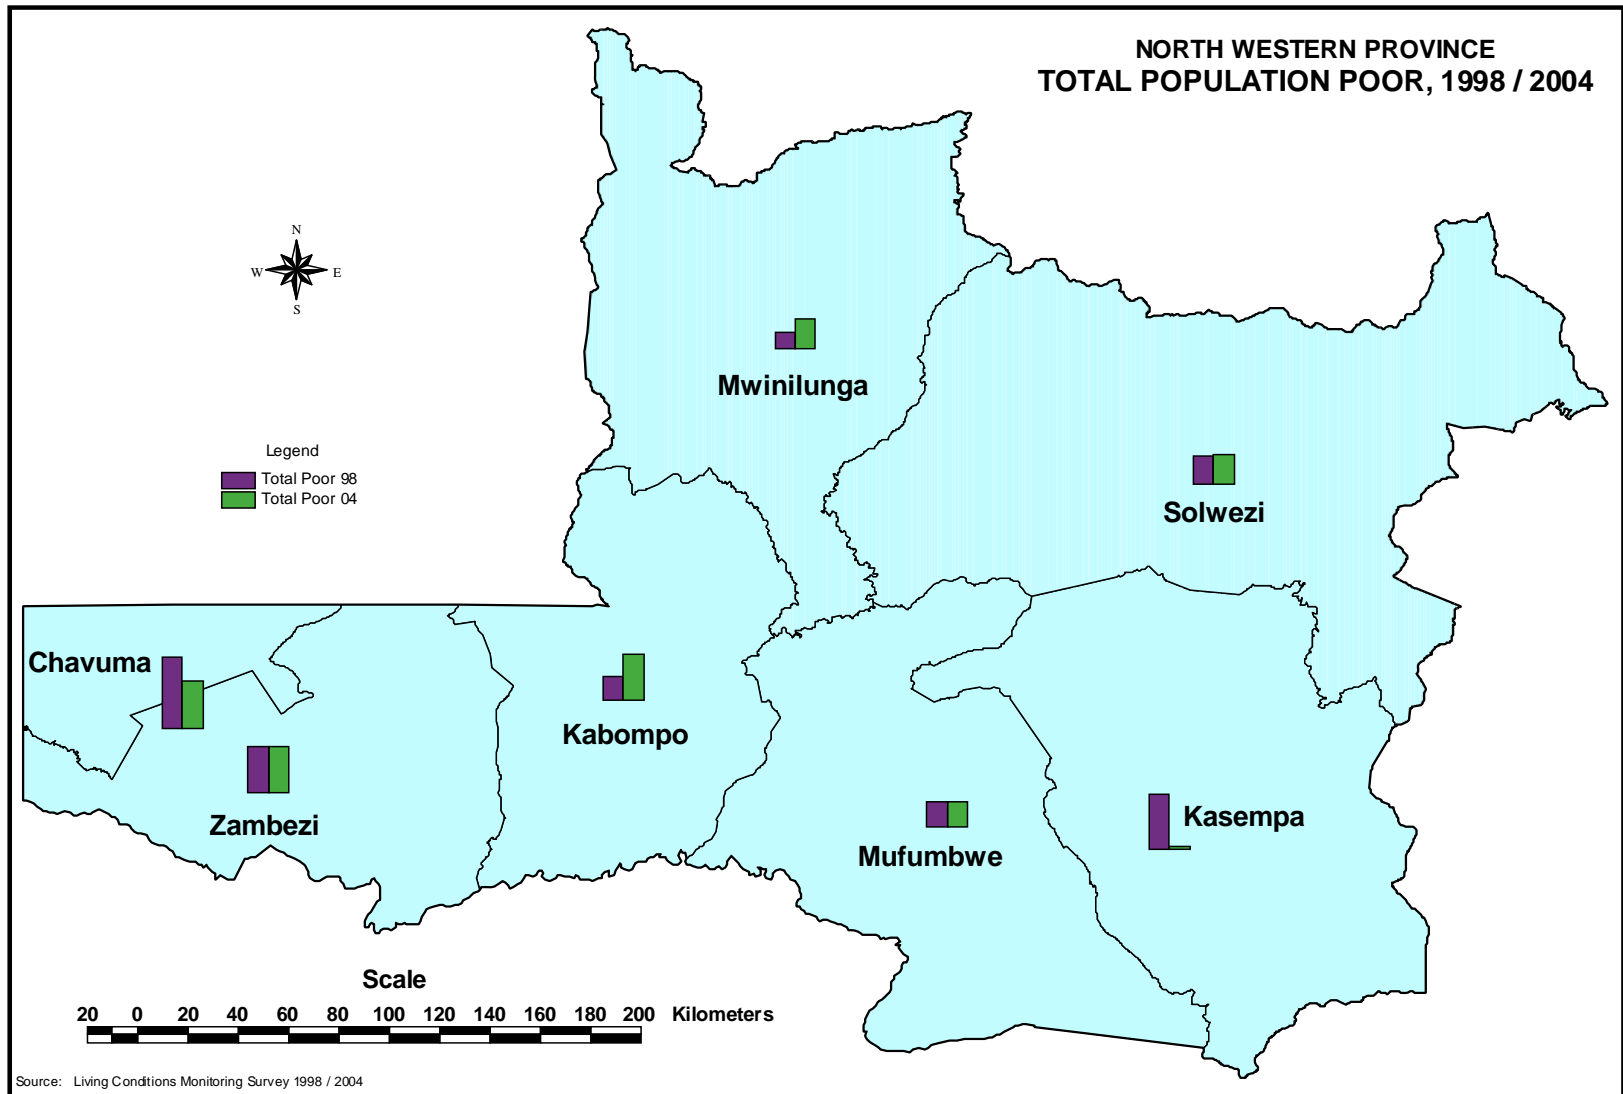 NORTH WESTERN PROVINCE
TOTAL POPULATION POOR, 1998 / 2004
N
W E
S
Mwinilunga
Legend
Total Poor 98
Total Poor 04
Solwezi
Chavuma
Kabompo
Zambezi
Kasempa
Mufumbwe
Scale
20 0 20 40 60 80 100 120 140 160 180 200 Kilometers
Source: Living Conditions Monitoring Survey 1998 / 2004